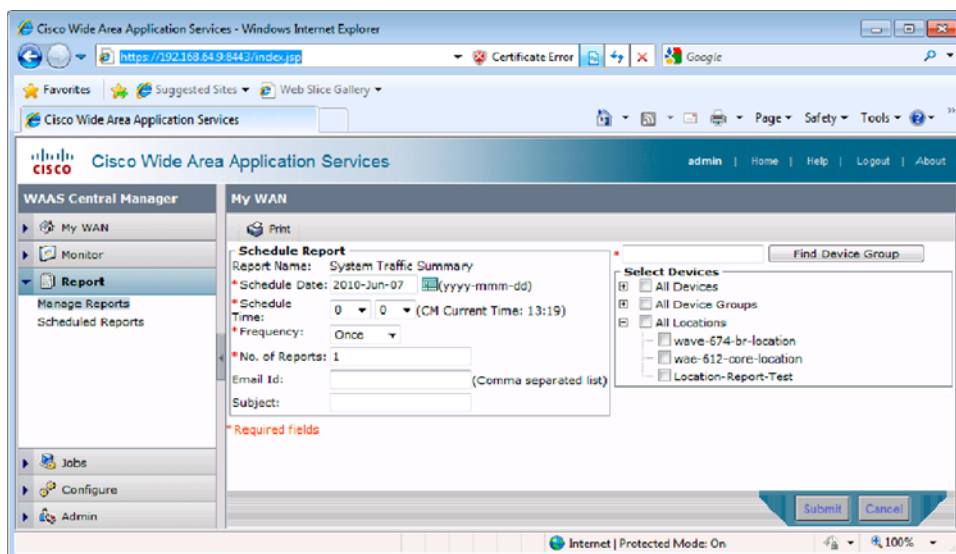 Cisco Wide Area Application Services - Windows Internet Explorer
https://192.168.64.9:8443/index.jsp
Certificate Error
Google
Favorites
Suggested Sites
Web Slice Gallery
Cisco Wide Area Application Services
Page
Safety
Tools
CISCO
Cisco Wide Area Application Services
admin | Home | Help | Logout | About
WAAS Central Manager
My WAN
Monitor
Report
Manage Reports
Scheduled Reports
Jobs
Configure
Admin
My WAN
Print
Schedule Report
Report Name: System Traffic Summary
*Schedule Date: 2010-Jun-07 (yyyy-mmm-dd)
*Schedule Time: 0 0 (CM Current Time: 13:19)
*Frequency: Once
*No. of Reports: 1
Email Id: (Comma separated list)
Subject:
*Required fields
* Find Device Group
Select Devices
All Devices
All Device Groups
All Locations
wave-674-br-location
wae-612-core-location
Location-Report-Test
Submit Cancel
Internet | Protected Mode: On
100%